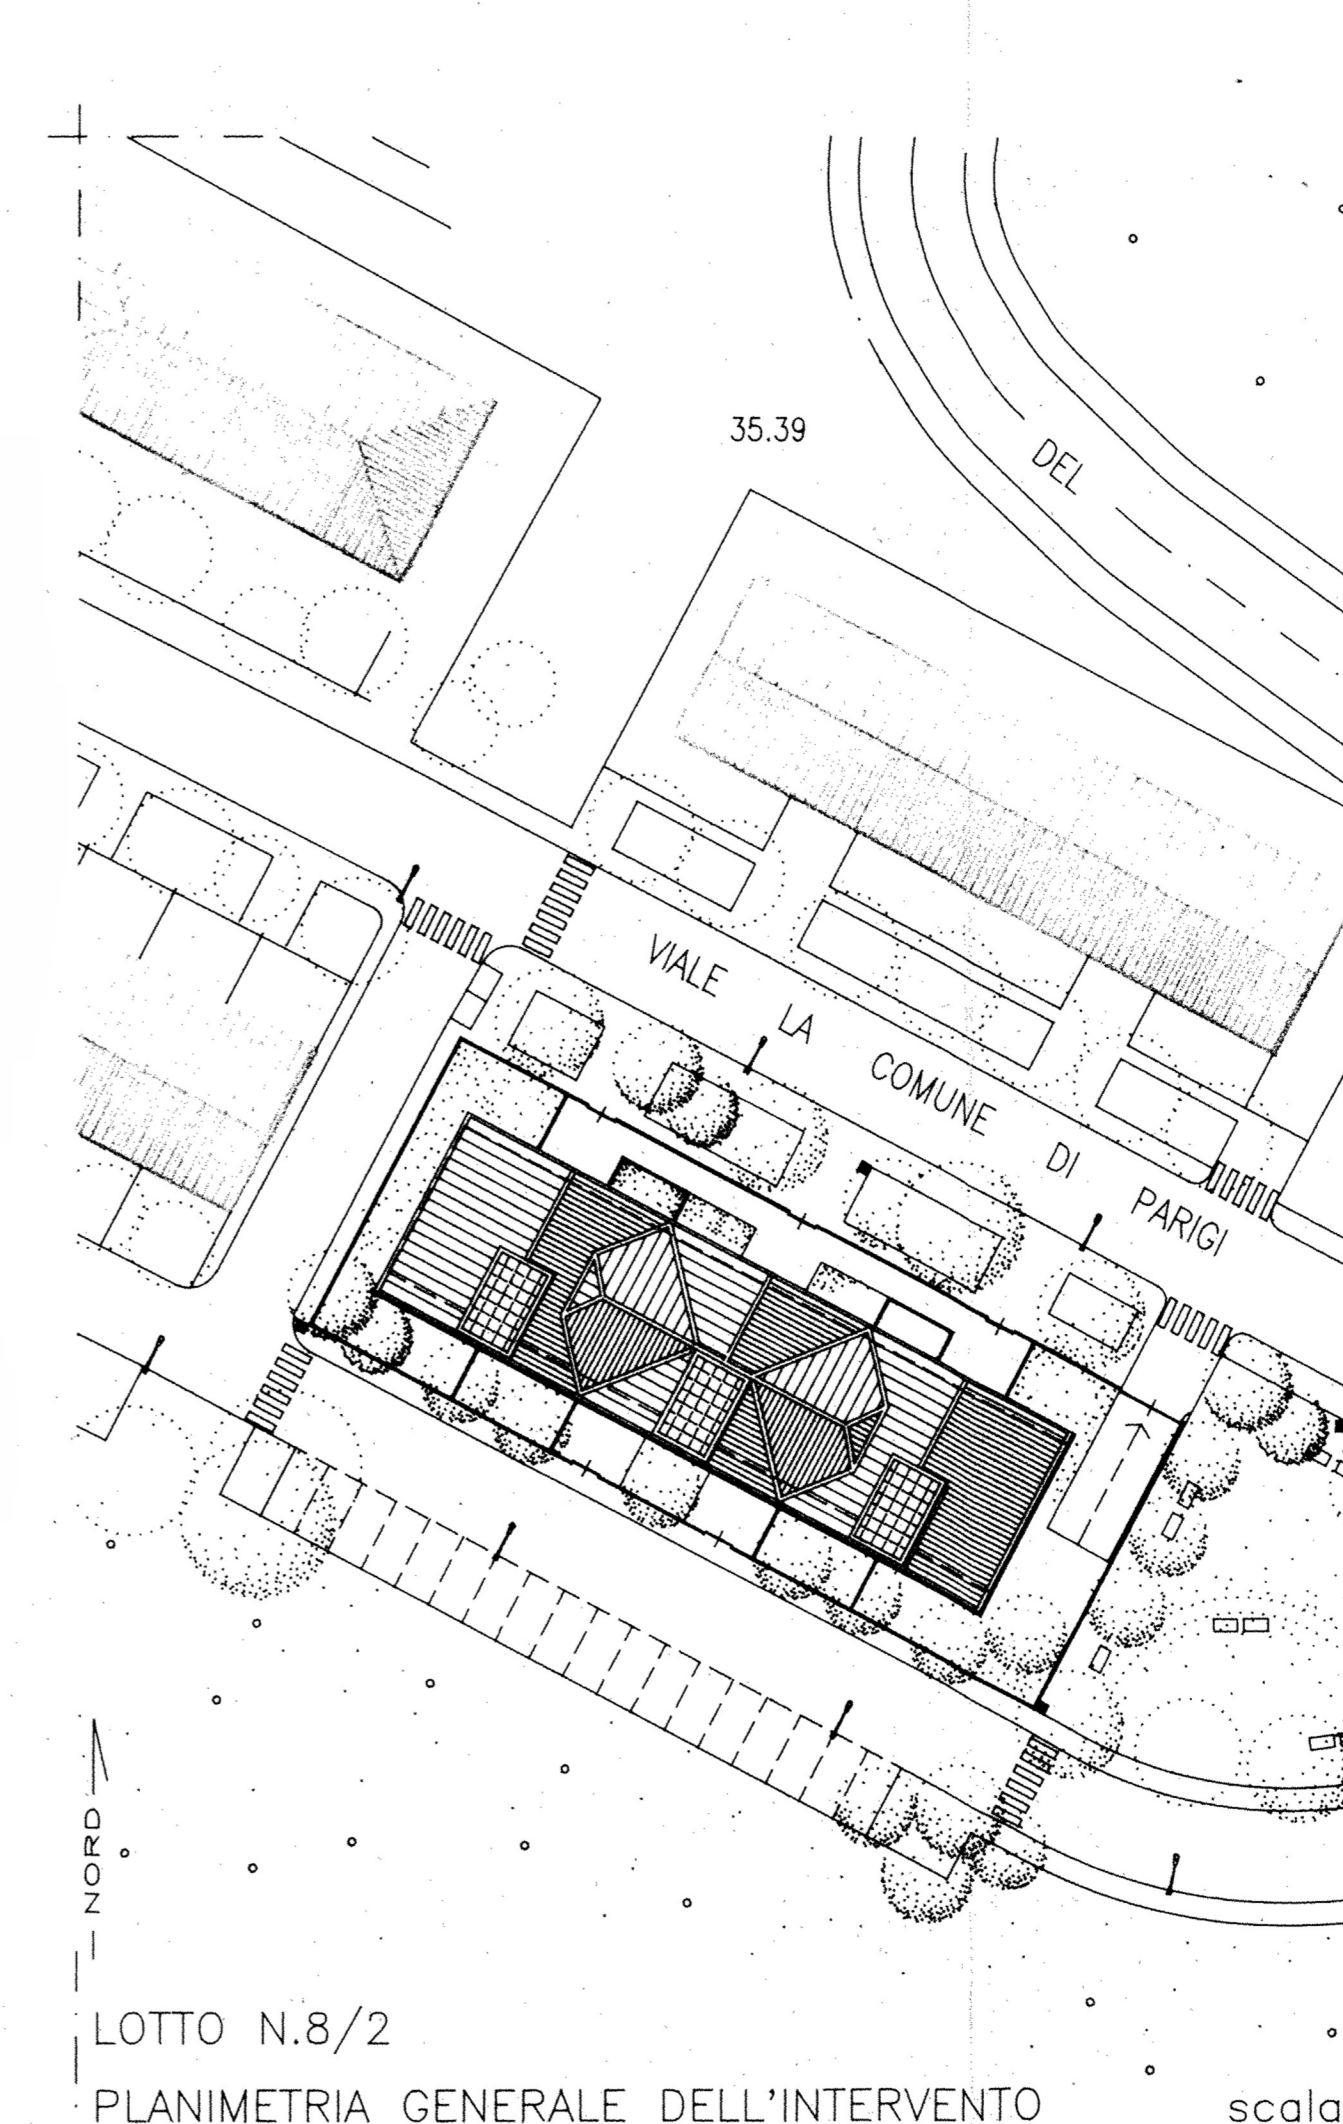 35.39
DEL
VIALE LA COMUNE DI PARIGI
NORD
LOTTO N.8/2
PLANIMETRIA GENERALE DELL'INTERVENTO scala